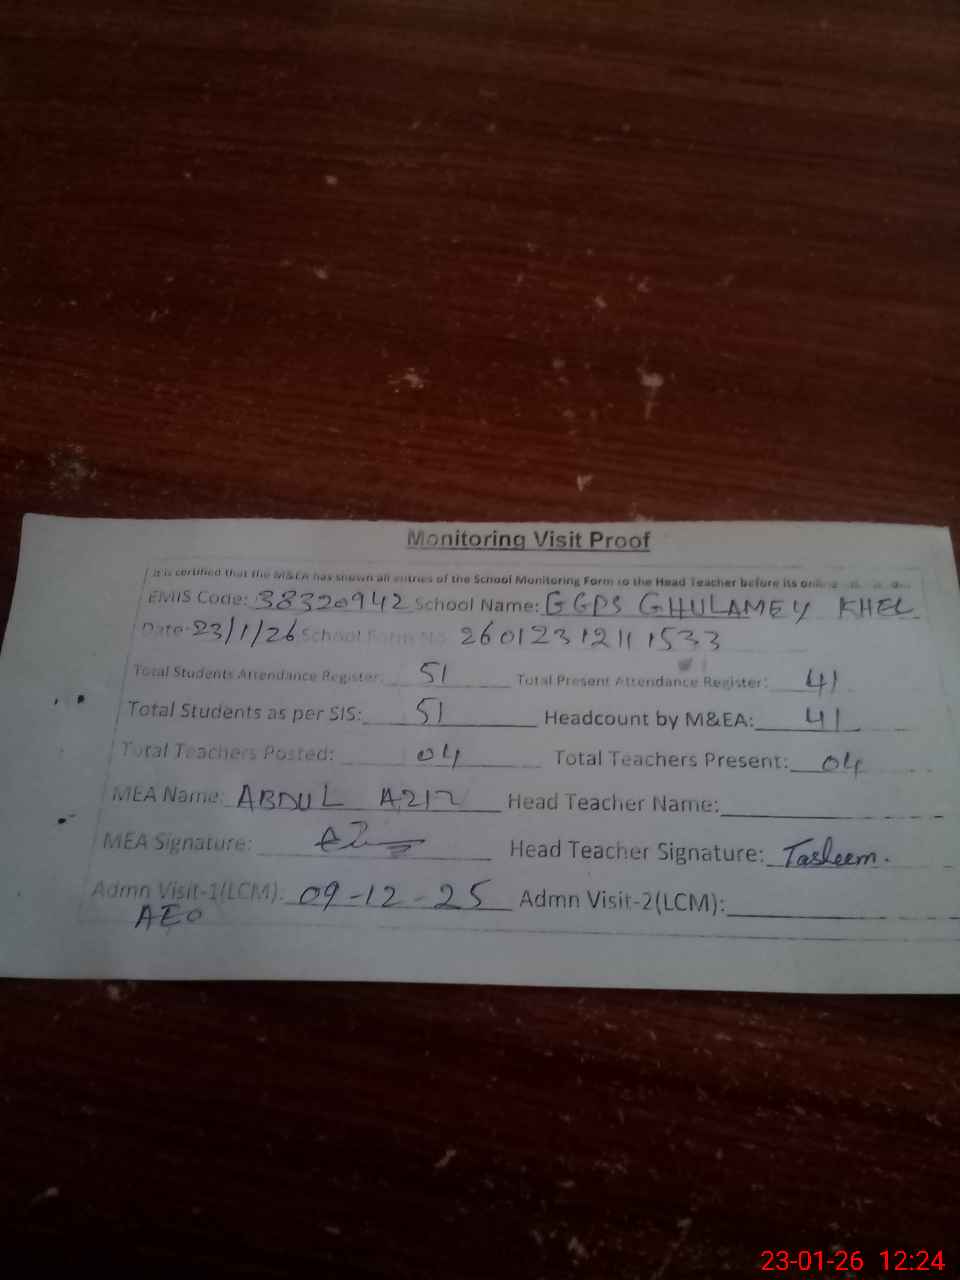 Monitoring Visit Proof
It is certified that the M&EA has shown all entries of the School Monitoring Form to the Head Teacher before its online
EMIS Code: 38320942 School Name: GGPS GHULAMEY KHEL
Date: 23/1/26 School Form No. 2601231211533
Total Students Attendance Register: 51 Total Present Attendance Register: 41
Total Students as per SIS: 51 Headcount by M&EA: 41
Total Teachers Posted: 04 Total Teachers Present: 04
MEA Name: ABDUL AZIZ Head Teacher Name:
MEA Signature: Head Teacher Signature: Tasleem.
Admn Visit-1(LCM): 09-12-25 Admn Visit-2(LCM):
AEO
23-01-26 12:24